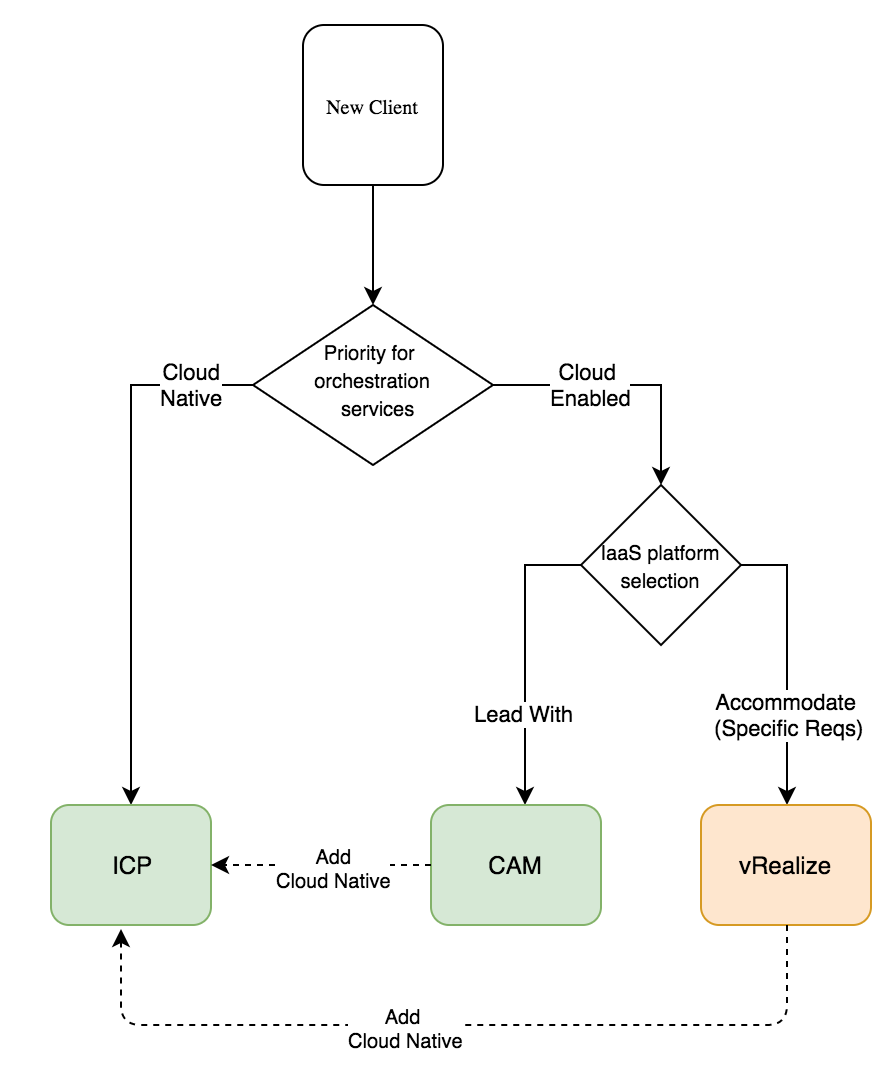 New Client
Priority for
orchestration
services
Cloud
Native
Cloud
Enabled
IaaS platform
selection
Lead With
Accommodate
(Specific Reqs)
ICP
Add
Cloud Native
CAM
vRealize
Add
Cloud Native